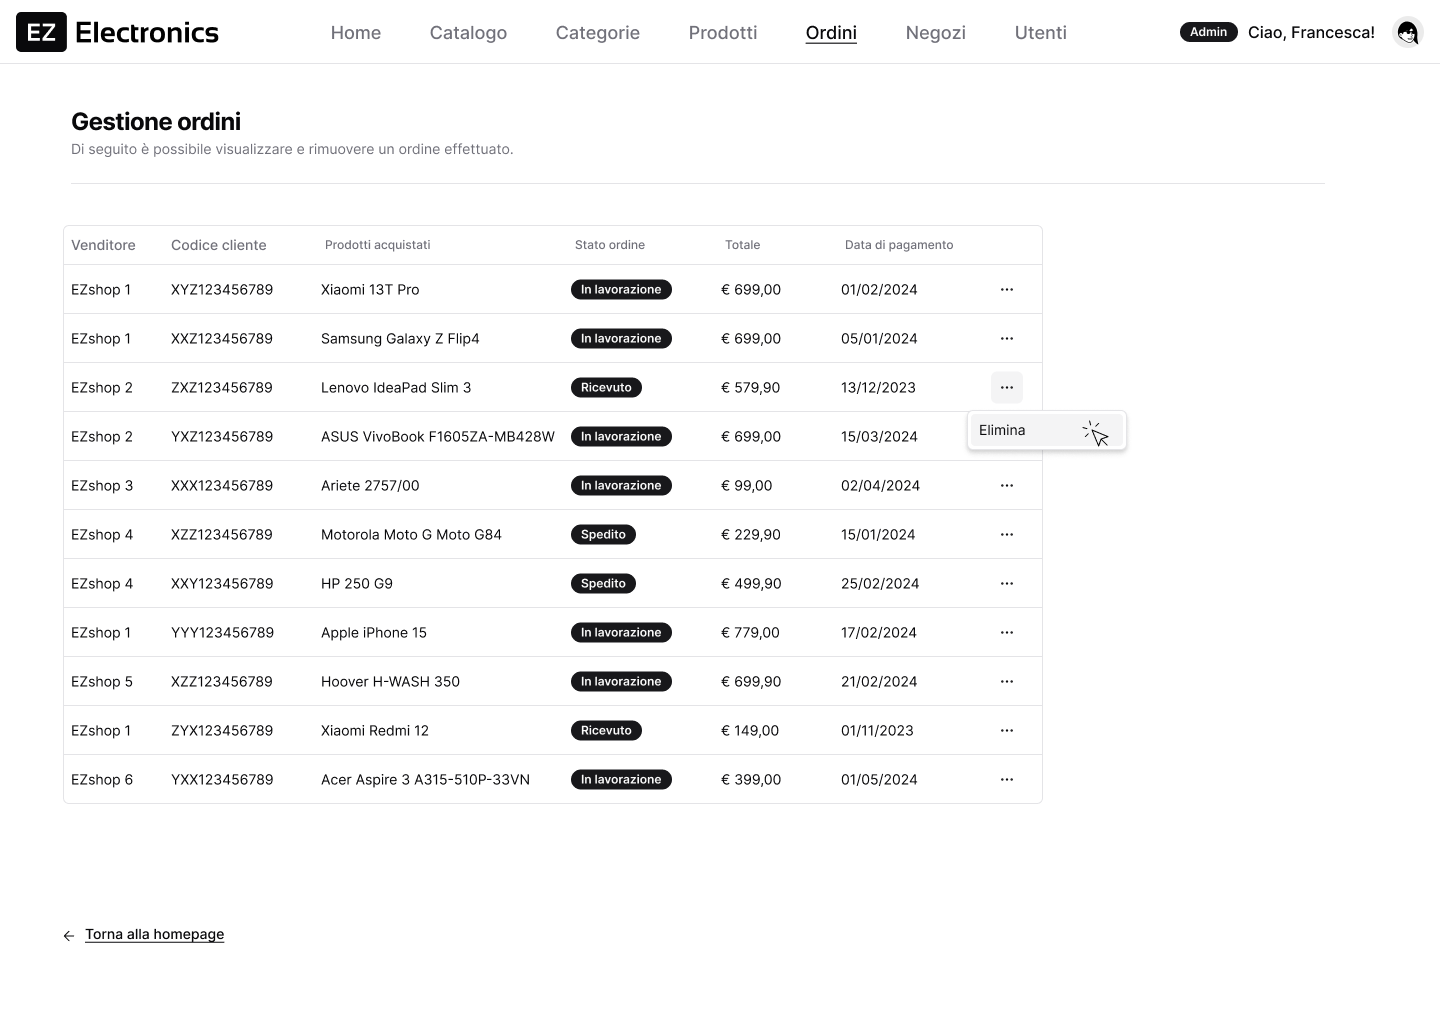 EZ Electronics Home Catalogo Categorie Prodotti Ordini Negozi Utenti Admin Ciao, Francesca!
Gestione ordini
Di seguito è possibile visualizzare e rimuovere un ordine effettuato.
Venditore Codice cliente Prodotti acquistati Stato ordine Totale Data di pagamento
EZshop 1 XYZ123456789 Xiaomi 13T Pro In lavorazione € 699,00 01/02/2024 ...
EZshop 1 XXZ123456789 Samsung Galaxy Z Flip4 In lavorazione € 699,00 05/01/2024 ...
EZshop 2 ZXZ123456789 Lenovo IdeaPad Slim 3 Ricevuto € 579,90 13/12/2023 ...
Elimina
EZshop 2 YXZ123456789 ASUS VivoBook F1605ZA-MB428W In lavorazione € 699,00 15/03/2024
EZshop 3 XXX123456789 Ariete 2757/00 In lavorazione € 99,00 02/04/2024 ...
EZshop 4 XZZ123456789 Motorola Moto G Moto G84 Spedito € 229,90 15/01/2024 ...
EZshop 4 XXY123456789 HP 250 G9 Spedito € 499,90 25/02/2024 ...
EZshop 1 YYY123456789 Apple iPhone 15 In lavorazione € 779,00 17/02/2024 ...
EZshop 5 XZZ123456789 Hoover H-WASH 350 In lavorazione € 699,90 21/02/2024 ...
EZshop 1 ZYX123456789 Xiaomi Redmi 12 Ricevuto € 149,00 01/11/2023 ...
EZshop 6 YXX123456789 Acer Aspire 3 A315-510P-33VN In lavorazione € 399,00 01/05/2024 ...
← Torna alla homepage